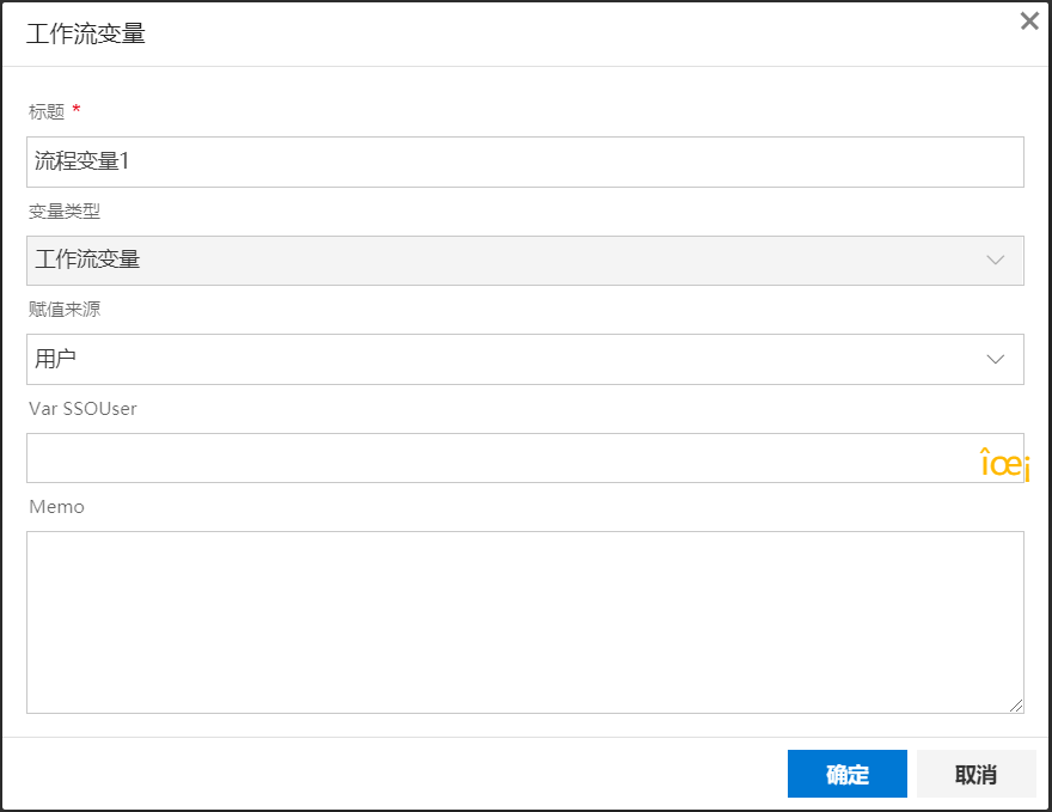 工作流变量
标题 *
流程变量1
变量类型
工作流变量
赋值来源
用户
Var SSOUser
îœ¡
Memo
确定 取消